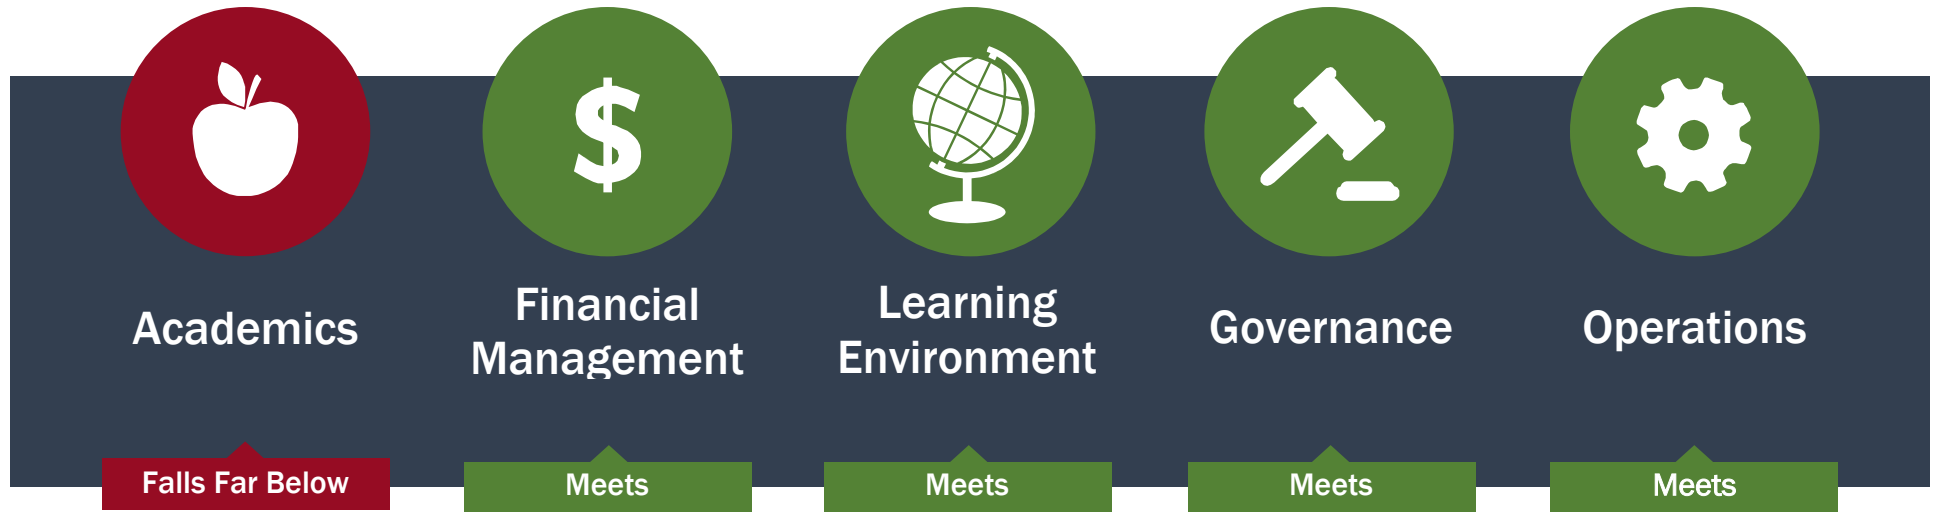 $
Academics
Financial
Management
Learning
Environment
Governance
Operations
Falls Far Below
Meets
Meets
Meets
Meets